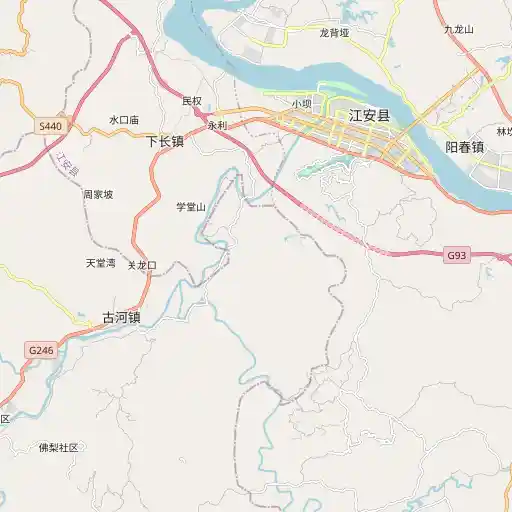 九龙山
龙背垭
民权
小坝
江安县
水口庙
永利
S440
林坎
下长镇
阳春镇
江安县
周家坡
学堂山
G93
天堂湾
关龙口
古河镇
G246
区
佛梨社区